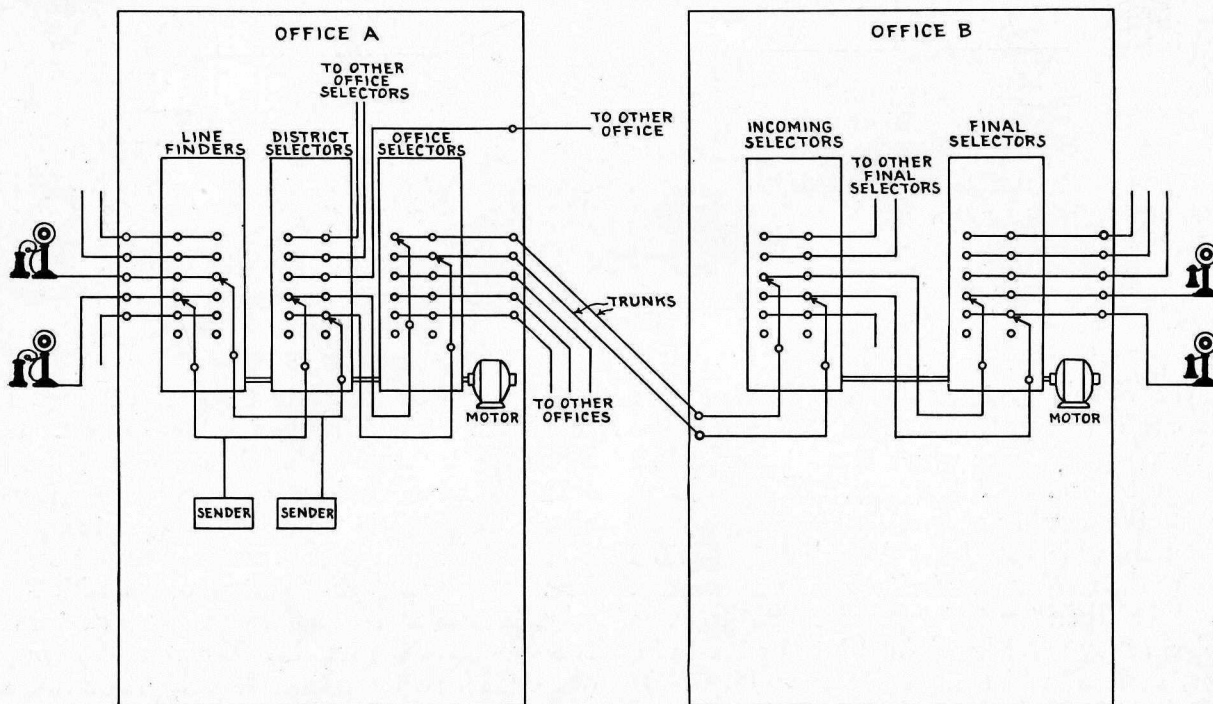 OFFICE A
TO OTHER
OFFICE
SELECTORS
LINE
FINDERS
DISTRICT
SELECTORS
OFFICE
SELECTORS
TO OTHER
OFFICE
TRUNKS
MOTOR
TO OTHER
OFFICES
SENDER
SENDER
OFFICE B
INCOMING
SELECTORS
TO OTHER
FINAL
SELECTORS
FINAL
SELECTORS
MOTOR